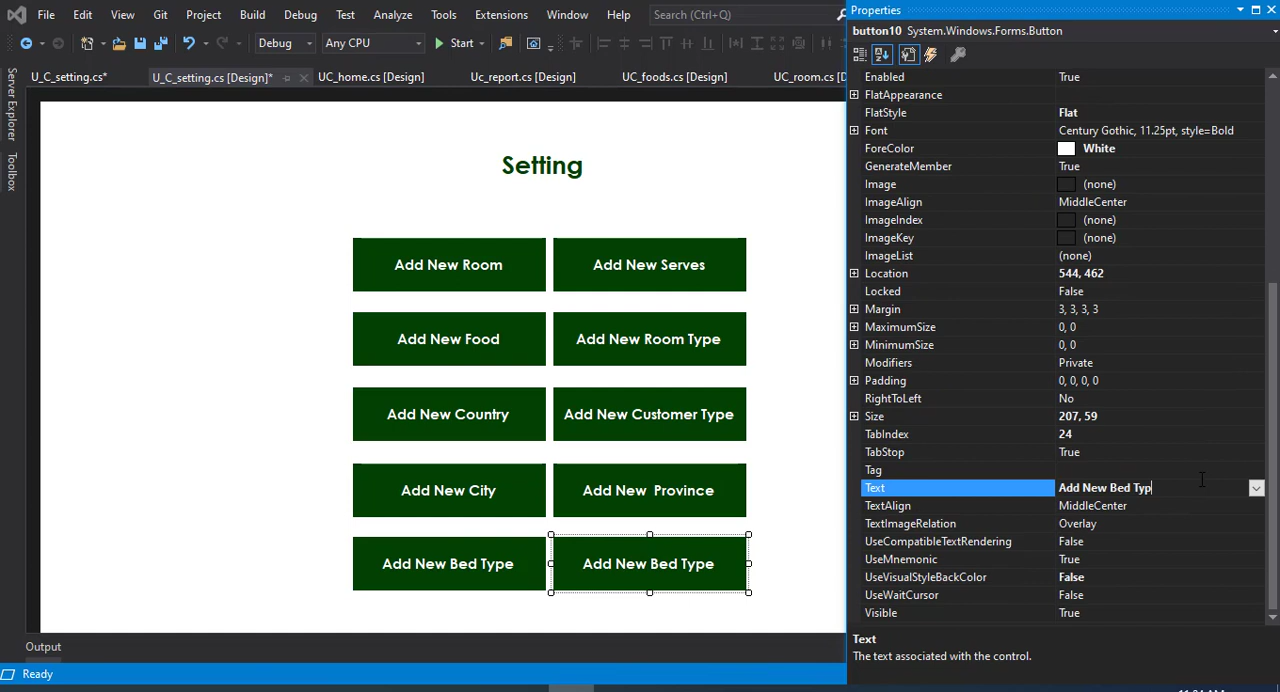 File Edit View Git Project Build Debug Test Analyze Tools Extensions Window Help Search (Ctrl+Q)
Debug Any CPU Start
U_C_setting.cs* U_C_setting.cs [Design]* UC_home.cs [Design] Uc_report.cs [Design] UC_foods.cs [Design] UC_room.cs [D
Server Explorer
Toolbox
Setting
Add New Room Add New Serves
Add New Food Add New Room Type
Add New Country Add New Customer Type
Add New City Add New  Province
Add New Bed Type Add New Bed Type
Output
Ready
Properties
button10 System.Windows.Forms.Button
Enabled True
FlatAppearance
FlatStyle Flat
Font Century Gothic, 11.25pt, style=Bold
ForeColor White
GenerateMember True
Image (none)
ImageAlign MiddleCenter
ImageIndex (none)
ImageKey (none)
ImageList (none)
Location 544, 462
Locked False
Margin 3, 3, 3, 3
MaximumSize 0, 0
MinimumSize 0, 0
Modifiers Private
Padding 0, 0, 0, 0
RightToLeft No
Size 207, 59
TabIndex 24
TabStop True
Tag
Text Add New Bed Typ
TextAlign MiddleCenter
TextImageRelation Overlay
UseCompatibleTextRendering False
UseMnemonic True
UseVisualStyleBackColor False
UseWaitCursor False
Visible True
Text
The text associated with the control.